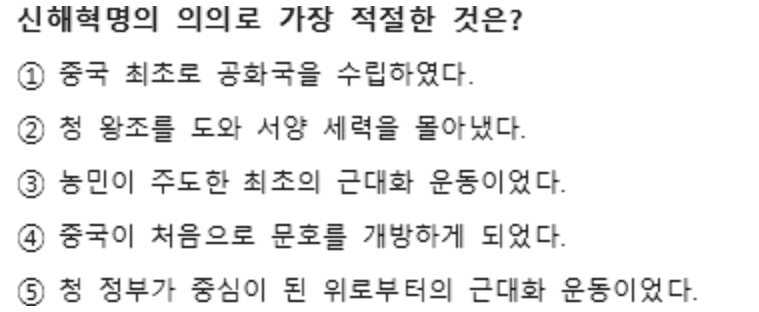 신해혁명의 의의로 가장 적절한 것은?
① 중국 최초로 공화국을 수립하였다.
② 청 왕조를 도와 서양 세력을 몰아냈다.
③ 농민이 주도한 최초의 근대화 운동이었다.
④ 중국이 처음으로 문호를 개방하게 되었다.
⑤ 청 정부가 중심이 된 위로부터의 근대화 운동이었다.